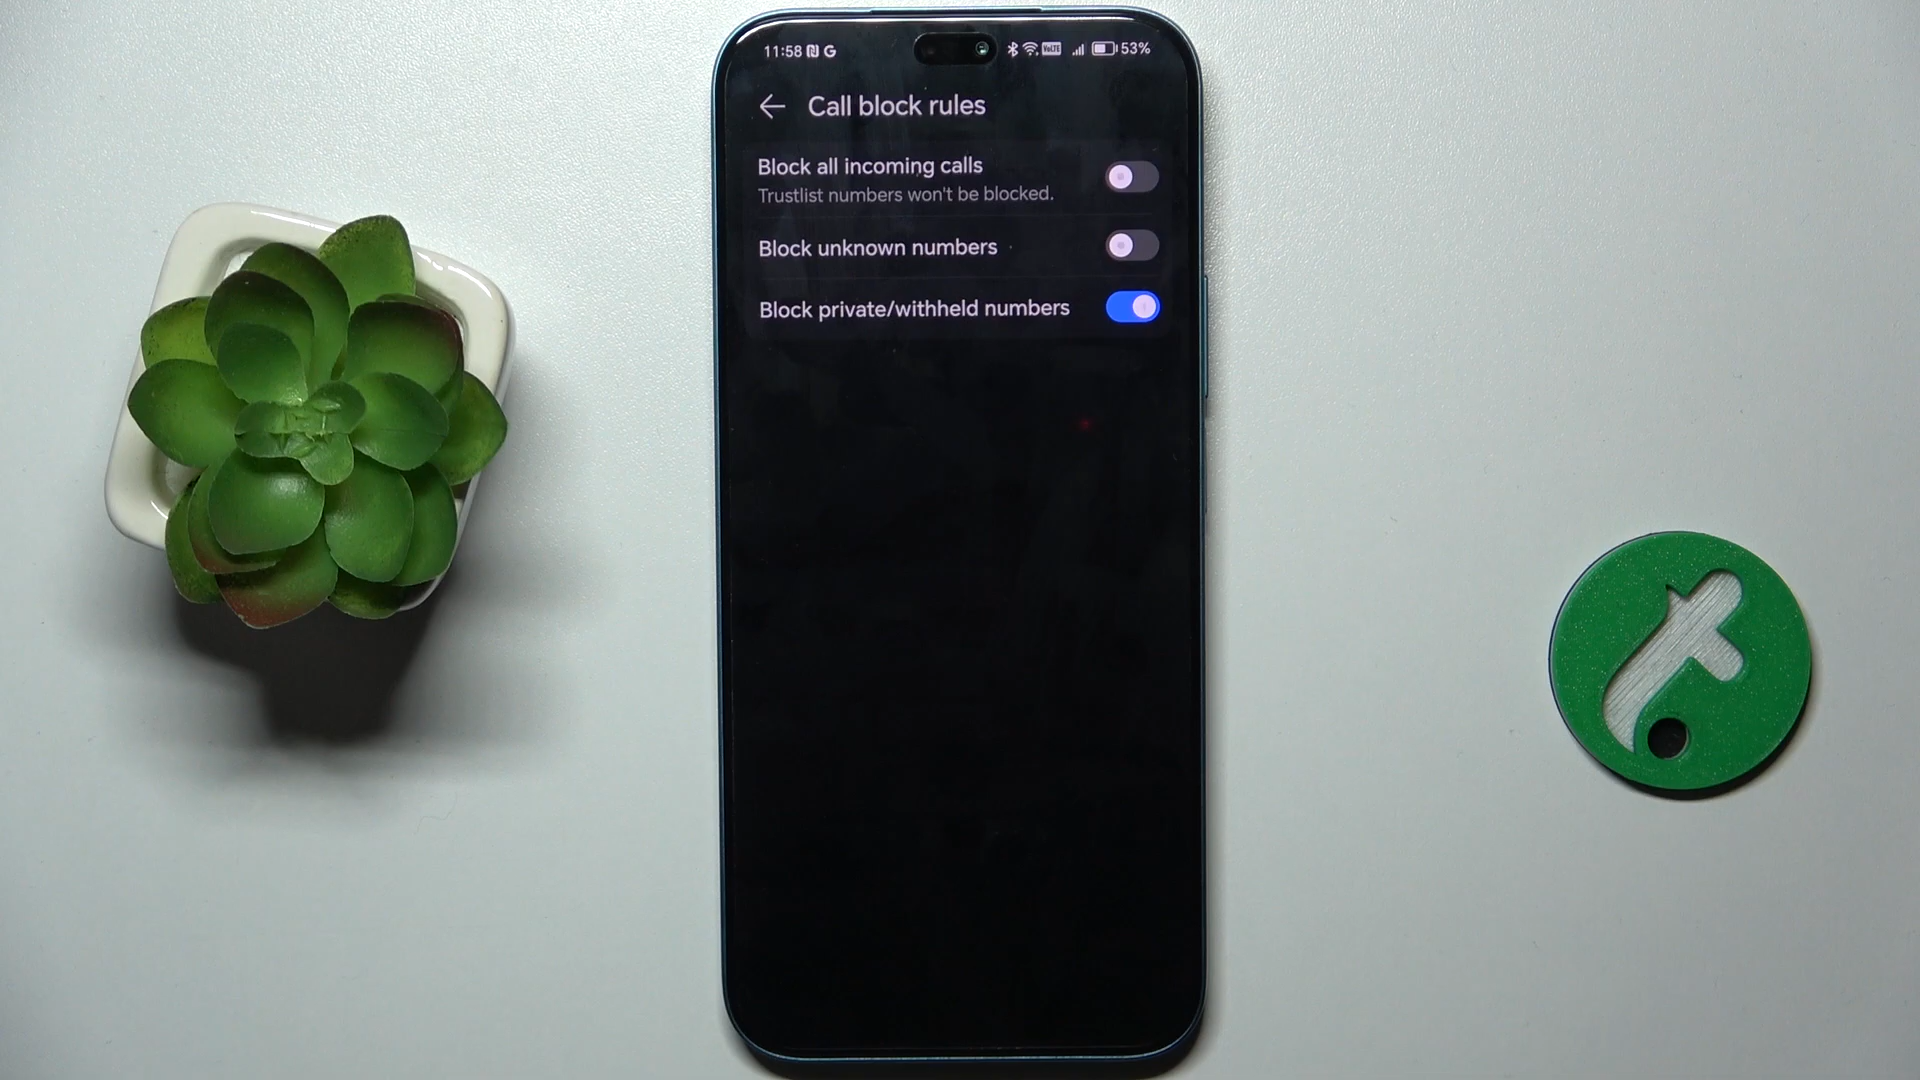 11:58 G VoLTE 53%
Call block rules
Block all incoming calls
Trustlist numbers won't be blocked.
Block unknown numbers
Block private/withheld numbers